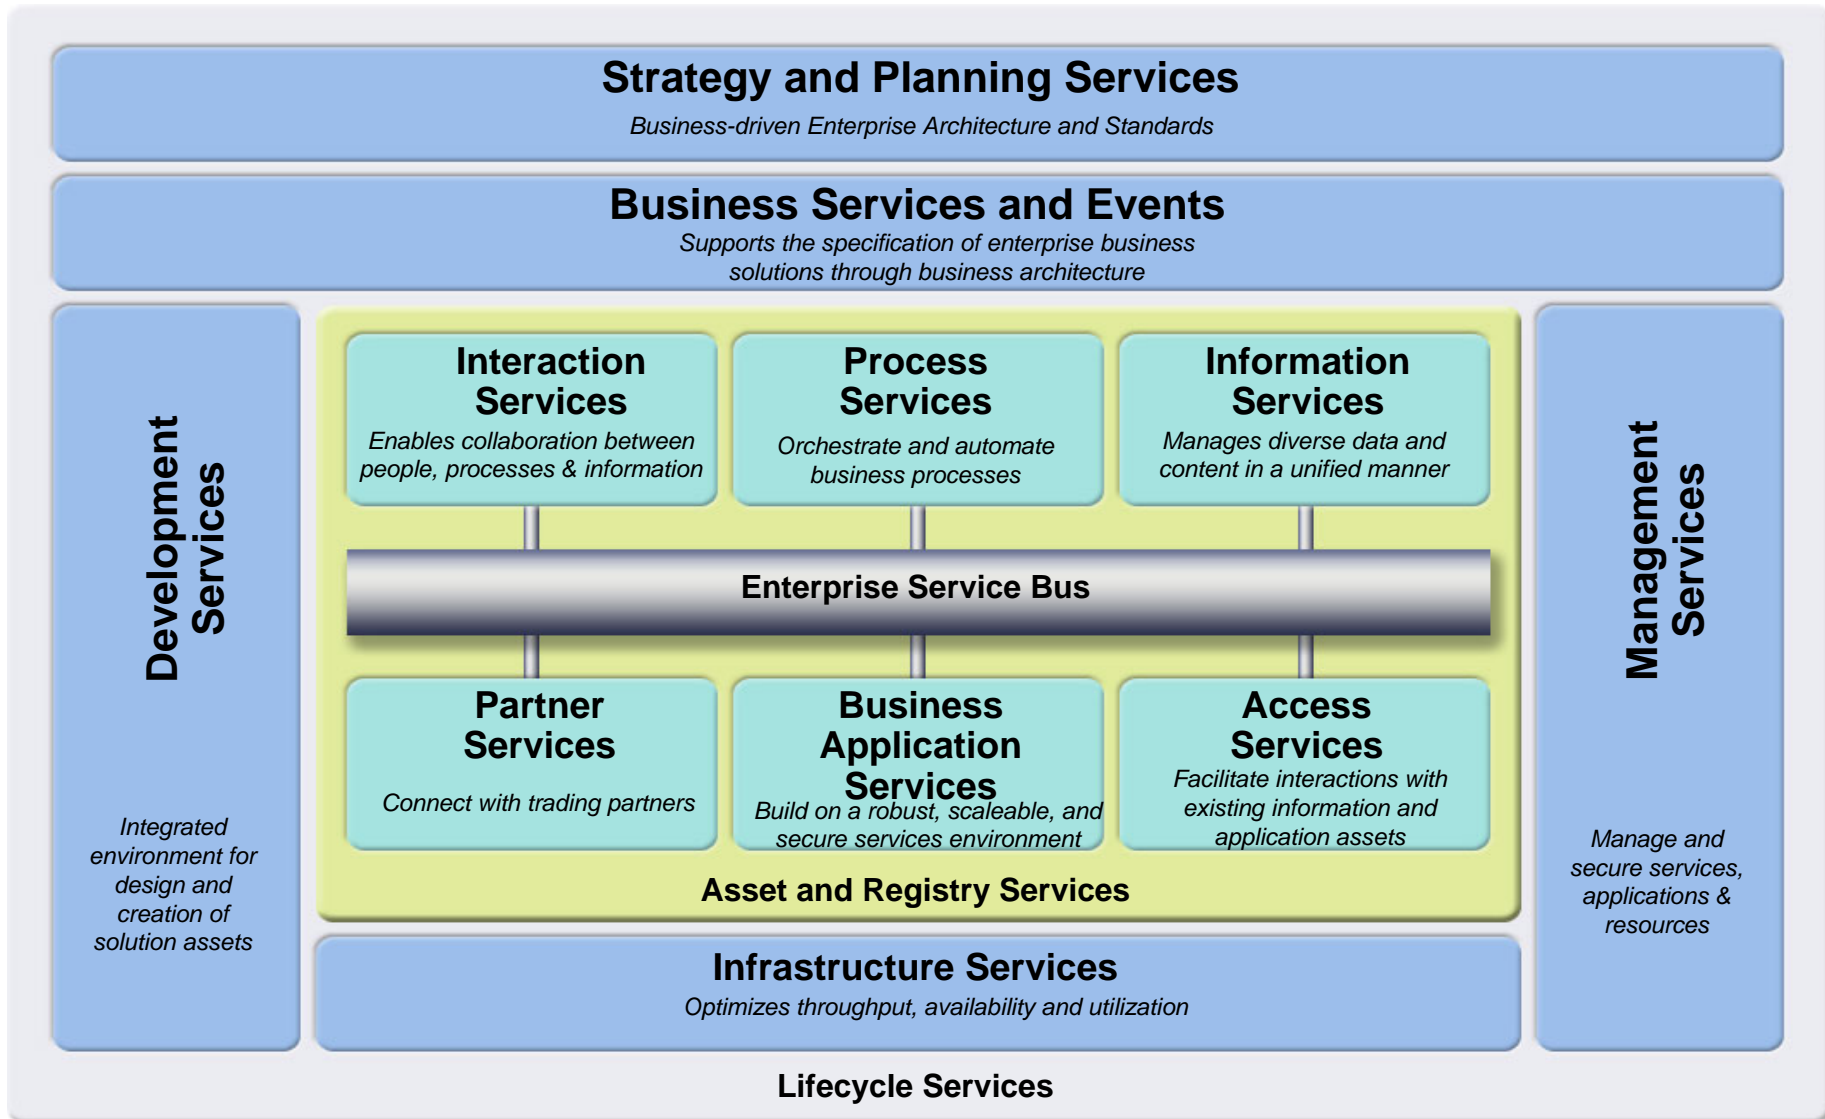 Strategy and Planning Services
Business-driven Enterprise Architecture and Standards
Business Services and Events
Supports the specification of enterprise business
solutions through business architecture
Development
Services
Integrated
environment for
design and
creation of
solution assets
Interaction
Services
Enables collaboration between
people, processes & information
Process
Services
Orchestrate and automate
business processes
Information
Services
Manages diverse data and
content in a unified manner
Enterprise Service Bus
Partner
Services
Connect with trading partners
Business
Application
Services
Build on a robust, scaleable, and
secure services environment
Access
Services
Facilitate interactions with
existing information and
application assets
Asset and Registry Services
Management
Services
Manage and
secure services,
applications &
resources
Infrastructure Services
Optimizes throughput, availability and utilization
Lifecycle Services